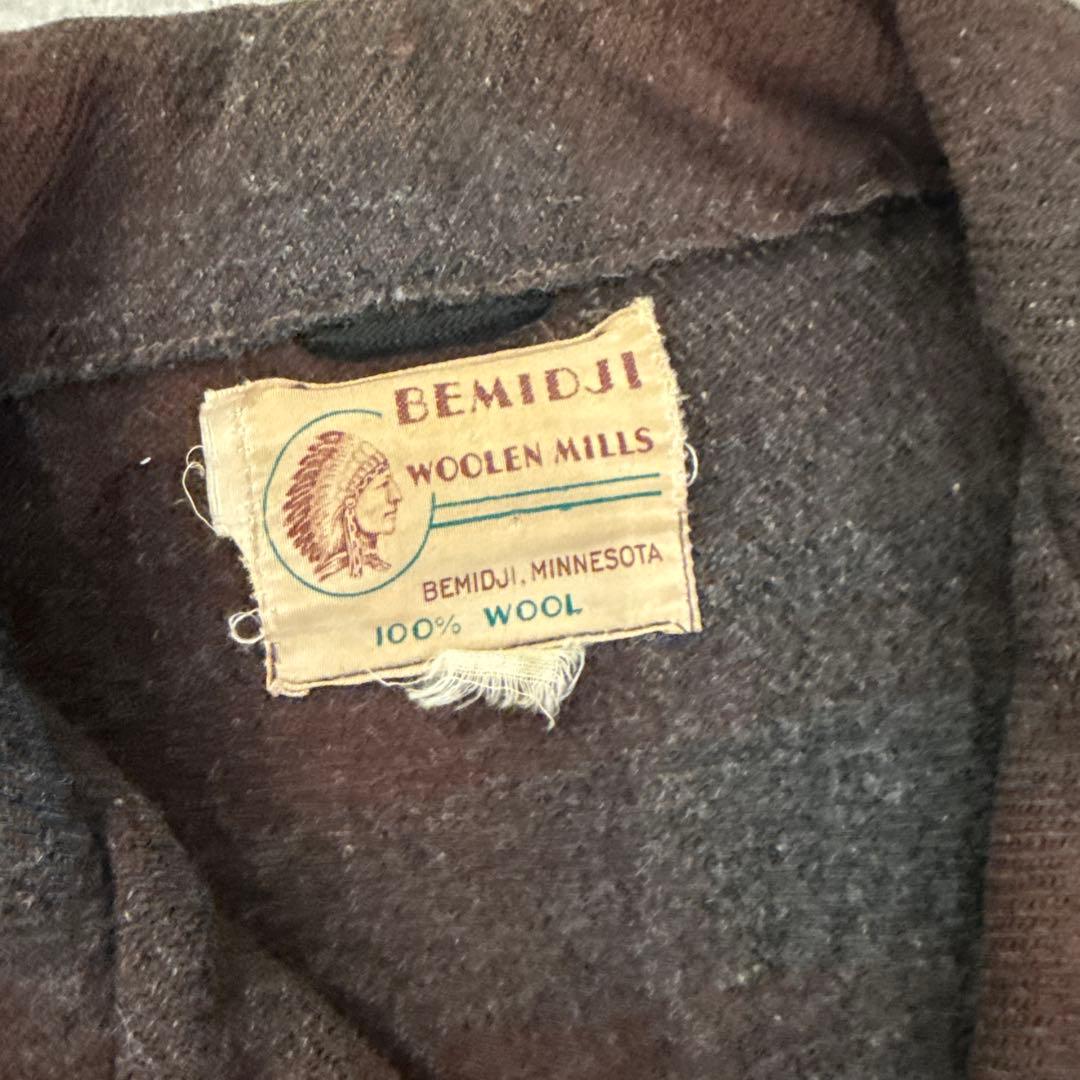 BEMIDJI
WOOLEN MILLS
BEMIDJI, MINNESOTA
100% WOOL